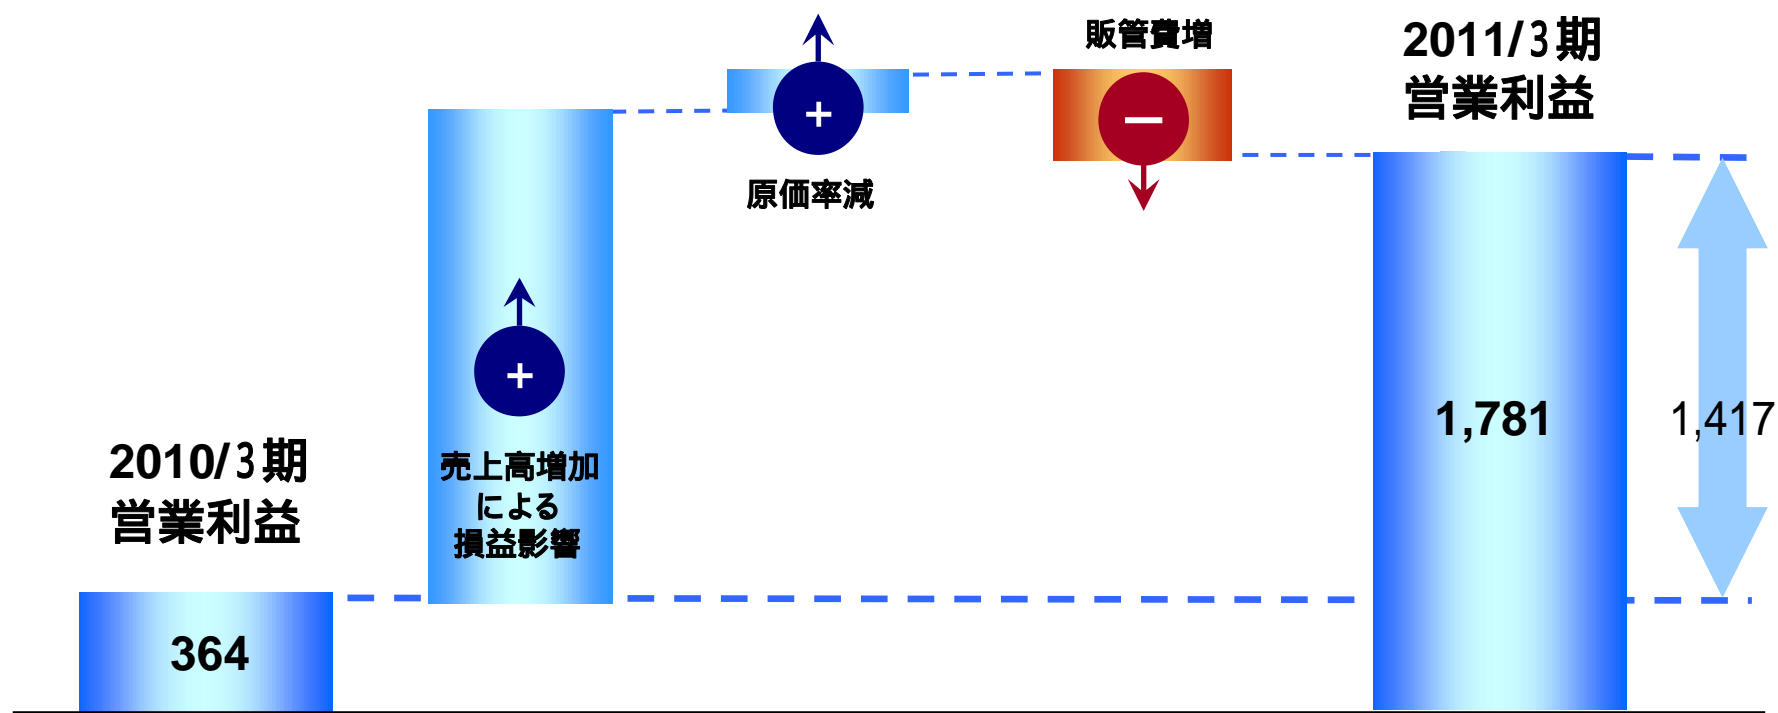 2010/3期
営業利益
364
+
売上高増加
による
損益影響
+
原価率減
販管費増
−
2011/3期
営業利益
1,781
1,417